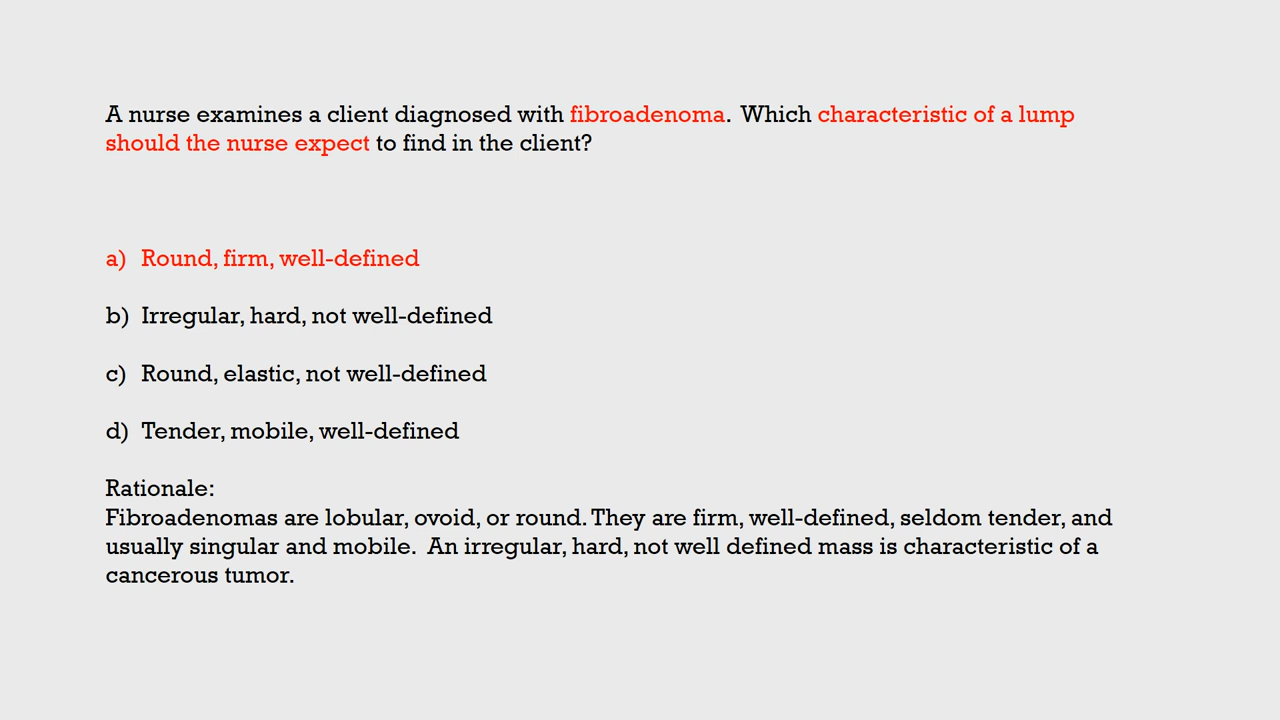 A nurse examines a client diagnosed with fibroadenoma.  Which characteristic of a lump
should the nurse expect to find in the client?
a)  Round, firm, well-defined
b)  Irregular, hard, not well-defined
c)  Round, elastic, not well-defined
d)  Tender, mobile, well-defined
Rationale:
Fibroadenomas are lobular, ovoid, or round. They are firm, well-defined, seldom tender, and
usually singular and mobile.  An irregular, hard, not well defined mass is characteristic of a
cancerous tumor.